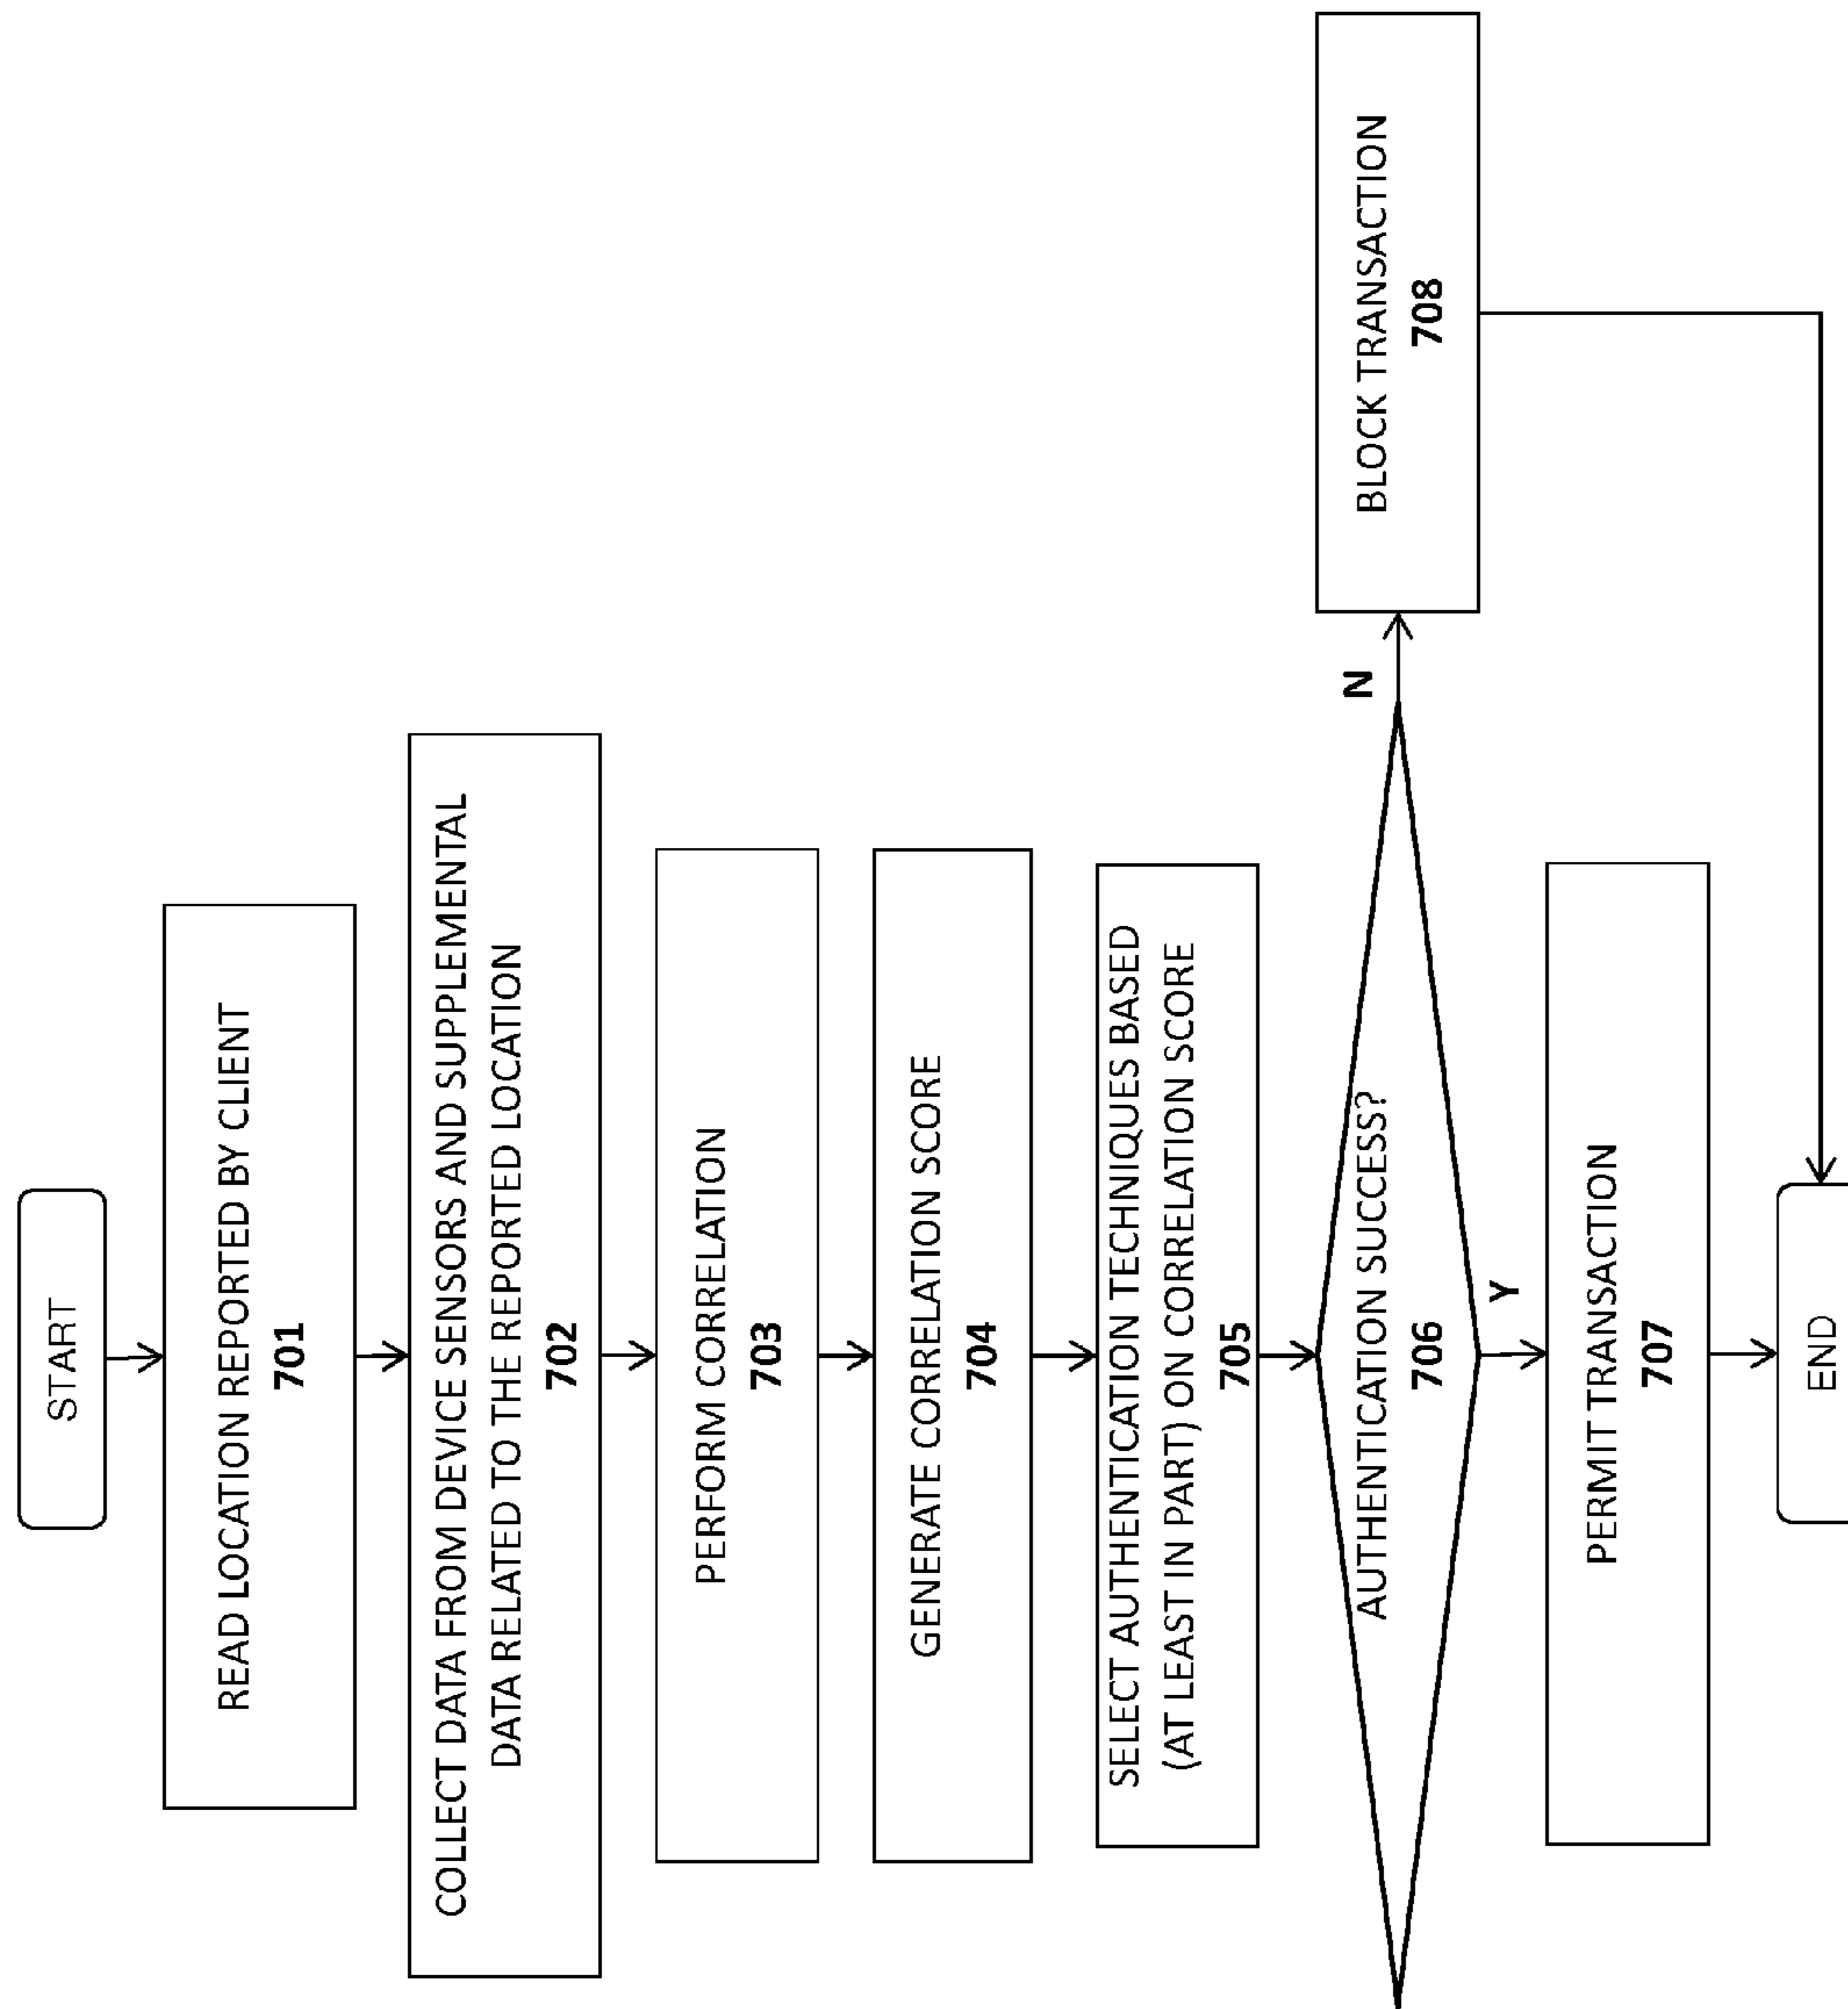 START
READ LOCATION REPORTED BY CLIENT
701
COLLECT DATA FROM DEVICE SENSORS AND SUPPLEMENTAL
DATA RELATED TO THE REPORTED LOCATION
702
PERFORM CORRELATION
703
GENERATE CORRELATION SCORE
704
SELECT AUTHENTICATION TECHNIQUES BASED
(AT LEAST IN PART) ON CORRELATION SCORE
705
AUTHENTICATION SUCCESS?
706
N
BLOCK TRANSACTION
708
Y
PERMIT TRANSACTION
707
END